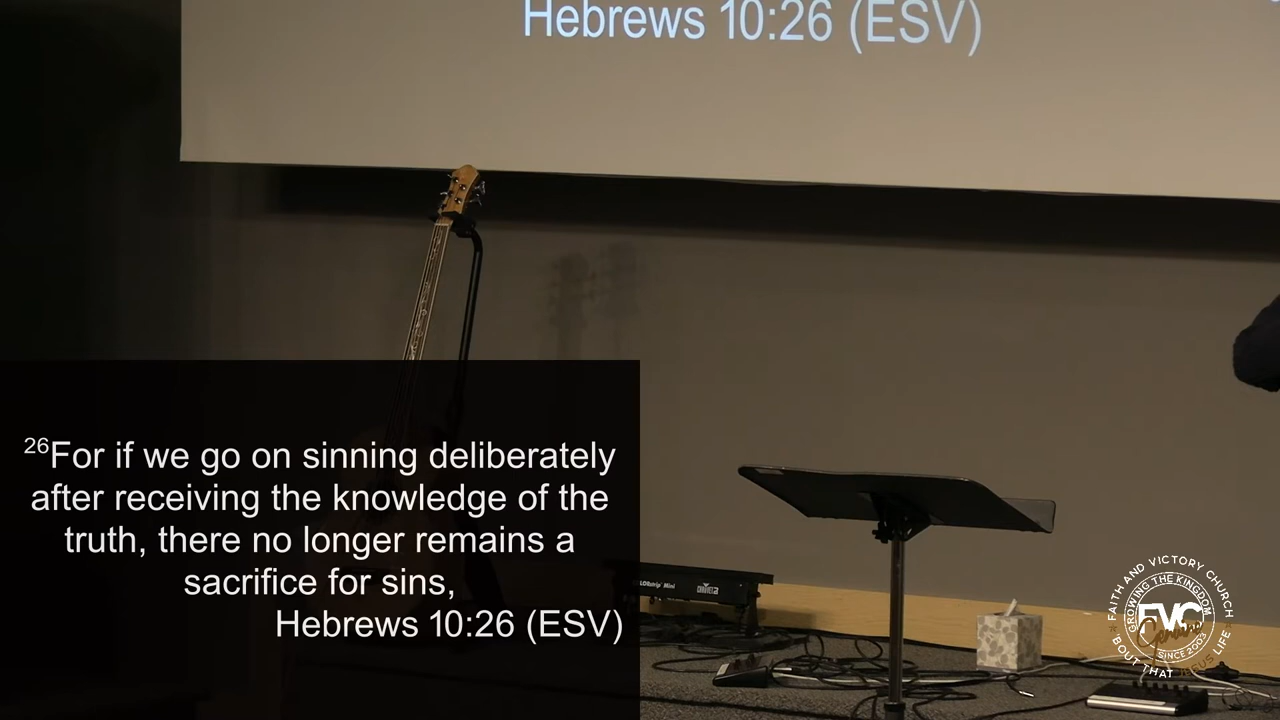 Hebrews 10:26 (ESV)
26For if we go on sinning deliberately
after receiving the knowledge of the
truth, there no longer remains a
sacrifice for sins,
Hebrews 10:26 (ESV)
Mini
CHAUVET
FAITH AND VICTORY CHURCH
GROWING THE KINGDOM
FVC
SINCE 2003
'BOUT THAT JESUS LIFE